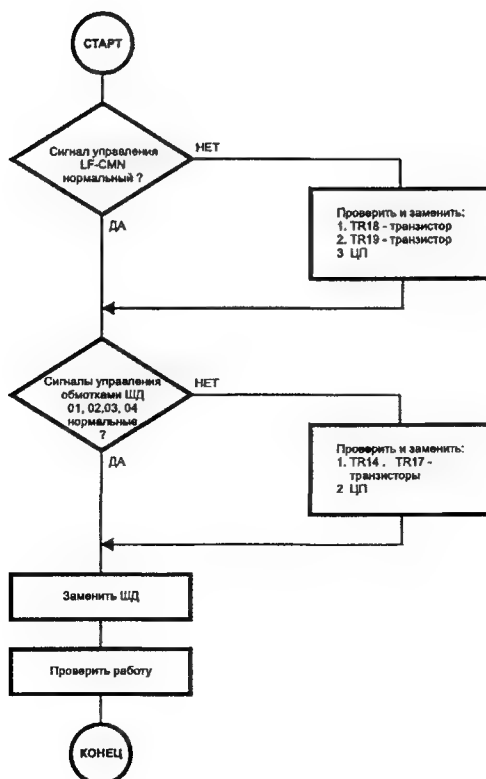 СТАРТ
Сигнал управления
LF-CMN
нормальный ?
НЕТ
ДА
Проверить и заменить:
1. TR18 - транзистор
2. TR19 - транзистор
3 ЦП
Сигналы управления
обмотками ШД
01, 02,03, 04
нормальные
?
НЕТ
ДА
Проверить и заменить:
1. TR14 . TR17 -
транзисторы
2 ЦП
Заменить ШД
Проверить работу
КОНЕЦ